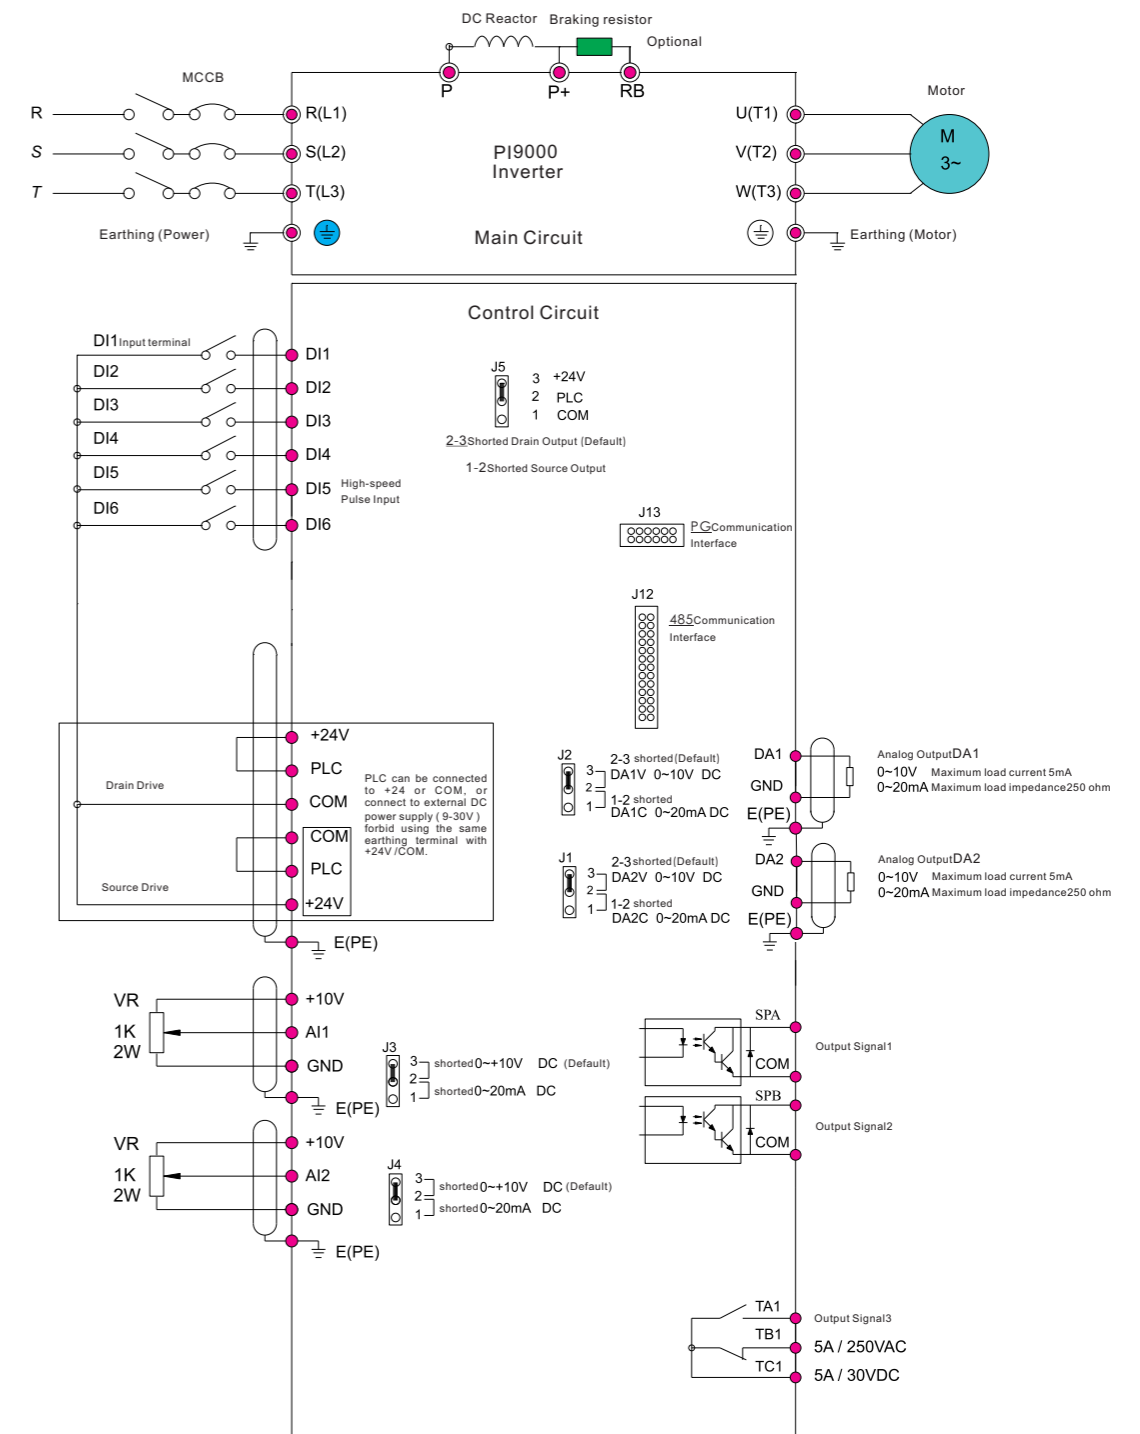 DC Reactor Braking resistor
Optional
P P+ RB
MCCB
R R(L1)
S S(L2)
T T(L3)
PI9000
Inverter
Main Circuit
Earthing (Power)
U(T1)
V(T2)
W(T3)
Motor
M
3~
Earthing (Motor)
Control Circuit
DI1 Input terminal DI1
DI2 DI2
DI3 DI3
DI4 DI4
DI5 DI5 High-speed
Pulse Input
DI6 DI6
J5
3 +24V
2 PLC
1 COM
2-3Shorted Drain Output (Default)
1-2Shorted Source Output
J13
PGCommunication
Interface
J12
485Communication
Interface
Drain Drive
Source Drive
+24V
PLC
COM
COM
PLC
+24V
E(PE)
PLC can be connected
to +24 or COM, or
connect to external DC
power supply ( 9-30V )
forbid using the same
earthing terminal with
+24V /COM.
J2
3 2-3 shorted(Default)
DA1V 0~10V DC
2
1 1-2 shorted
DA1C 0~20mA DC
DA1
GND
E(PE)
Analog OutputDA1
0~10V Maximum load current 5mA
0~20mA Maximum load impedance250 ohm
J1
3 2-3 shorted(Default)
DA2V 0~10V DC
2
1 1-2 shorted
DA2C 0~20mA DC
DA2
GND
E(PE)
Analog OutputDA2
0~10V Maximum load current 5mA
0~20mA Maximum load impedance250 ohm
VR
1K
2W
+10V
AI1
GND
E(PE)
J3
3 shorted0~+10V DC (Default)
2
1 shorted0~20mA DC
VR
1K
2W
+10V
AI2
GND
E(PE)
J4
3 shorted0~+10V DC (Default)
2
1 shorted0~20mA DC
SPA
COM
Output Signal1
SPB
COM
Output Signal2
TA1 Output Signal3
TB1 5A / 250VAC
TC1 5A / 30VDC